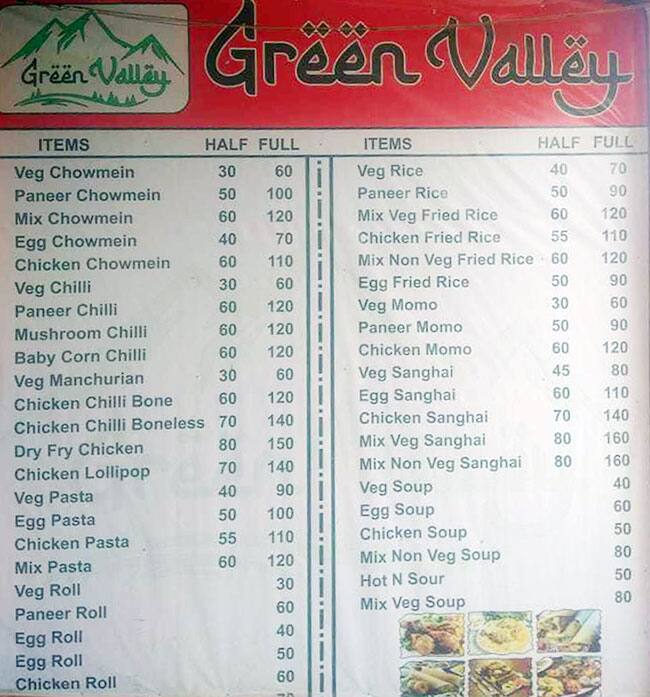 Grëën Vallëy
Grëën Vallëy
ITEMS HALF FULL
Veg Chowmein 30 60
Paneer Chowmein 50 100
Mix Chowmein 60 120
Egg Chowmein 40 70
Chicken Chowmein 60 110
Veg Chilli 30 60
Paneer Chilli 60 120
Mushroom Chilli 60 120
Baby Corn Chilli 60 120
Veg Manchurian 30 60
Chicken Chilli Bone 60 120
Chicken Chilli Boneless 70 140
Dry Fry Chicken 80 150
Chicken Lollipop 70 140
Veg Pasta 40 90
Egg Pasta 50 100
Chicken Pasta 55 110
Mix Pasta 60 120
Veg Roll 30
Paneer Roll 60
Egg Roll 40
Egg Roll 50
Chicken Roll 60
ITEMS HALF FULL
Veg Rice 40 70
Paneer Rice 50 90
Mix Veg Fried Rice 60 120
Chicken Fried Rice 55 110
Mix Non Veg Fried Rice 60 120
Egg Fried Rice 50 90
Veg Momo 30 60
Paneer Momo 50 90
Chicken Momo 60 120
Veg Sanghai 45 80
Egg Sanghai 60 110
Chicken Sanghai 70 140
Mix Veg Sanghai 80 160
Mix Non Veg Sanghai 80 160
Veg Soup 40
Egg Soup 60
Chicken Soup 50
Mix Non Veg Soup 80
Hot N Sour 50
Mix Veg Soup 80